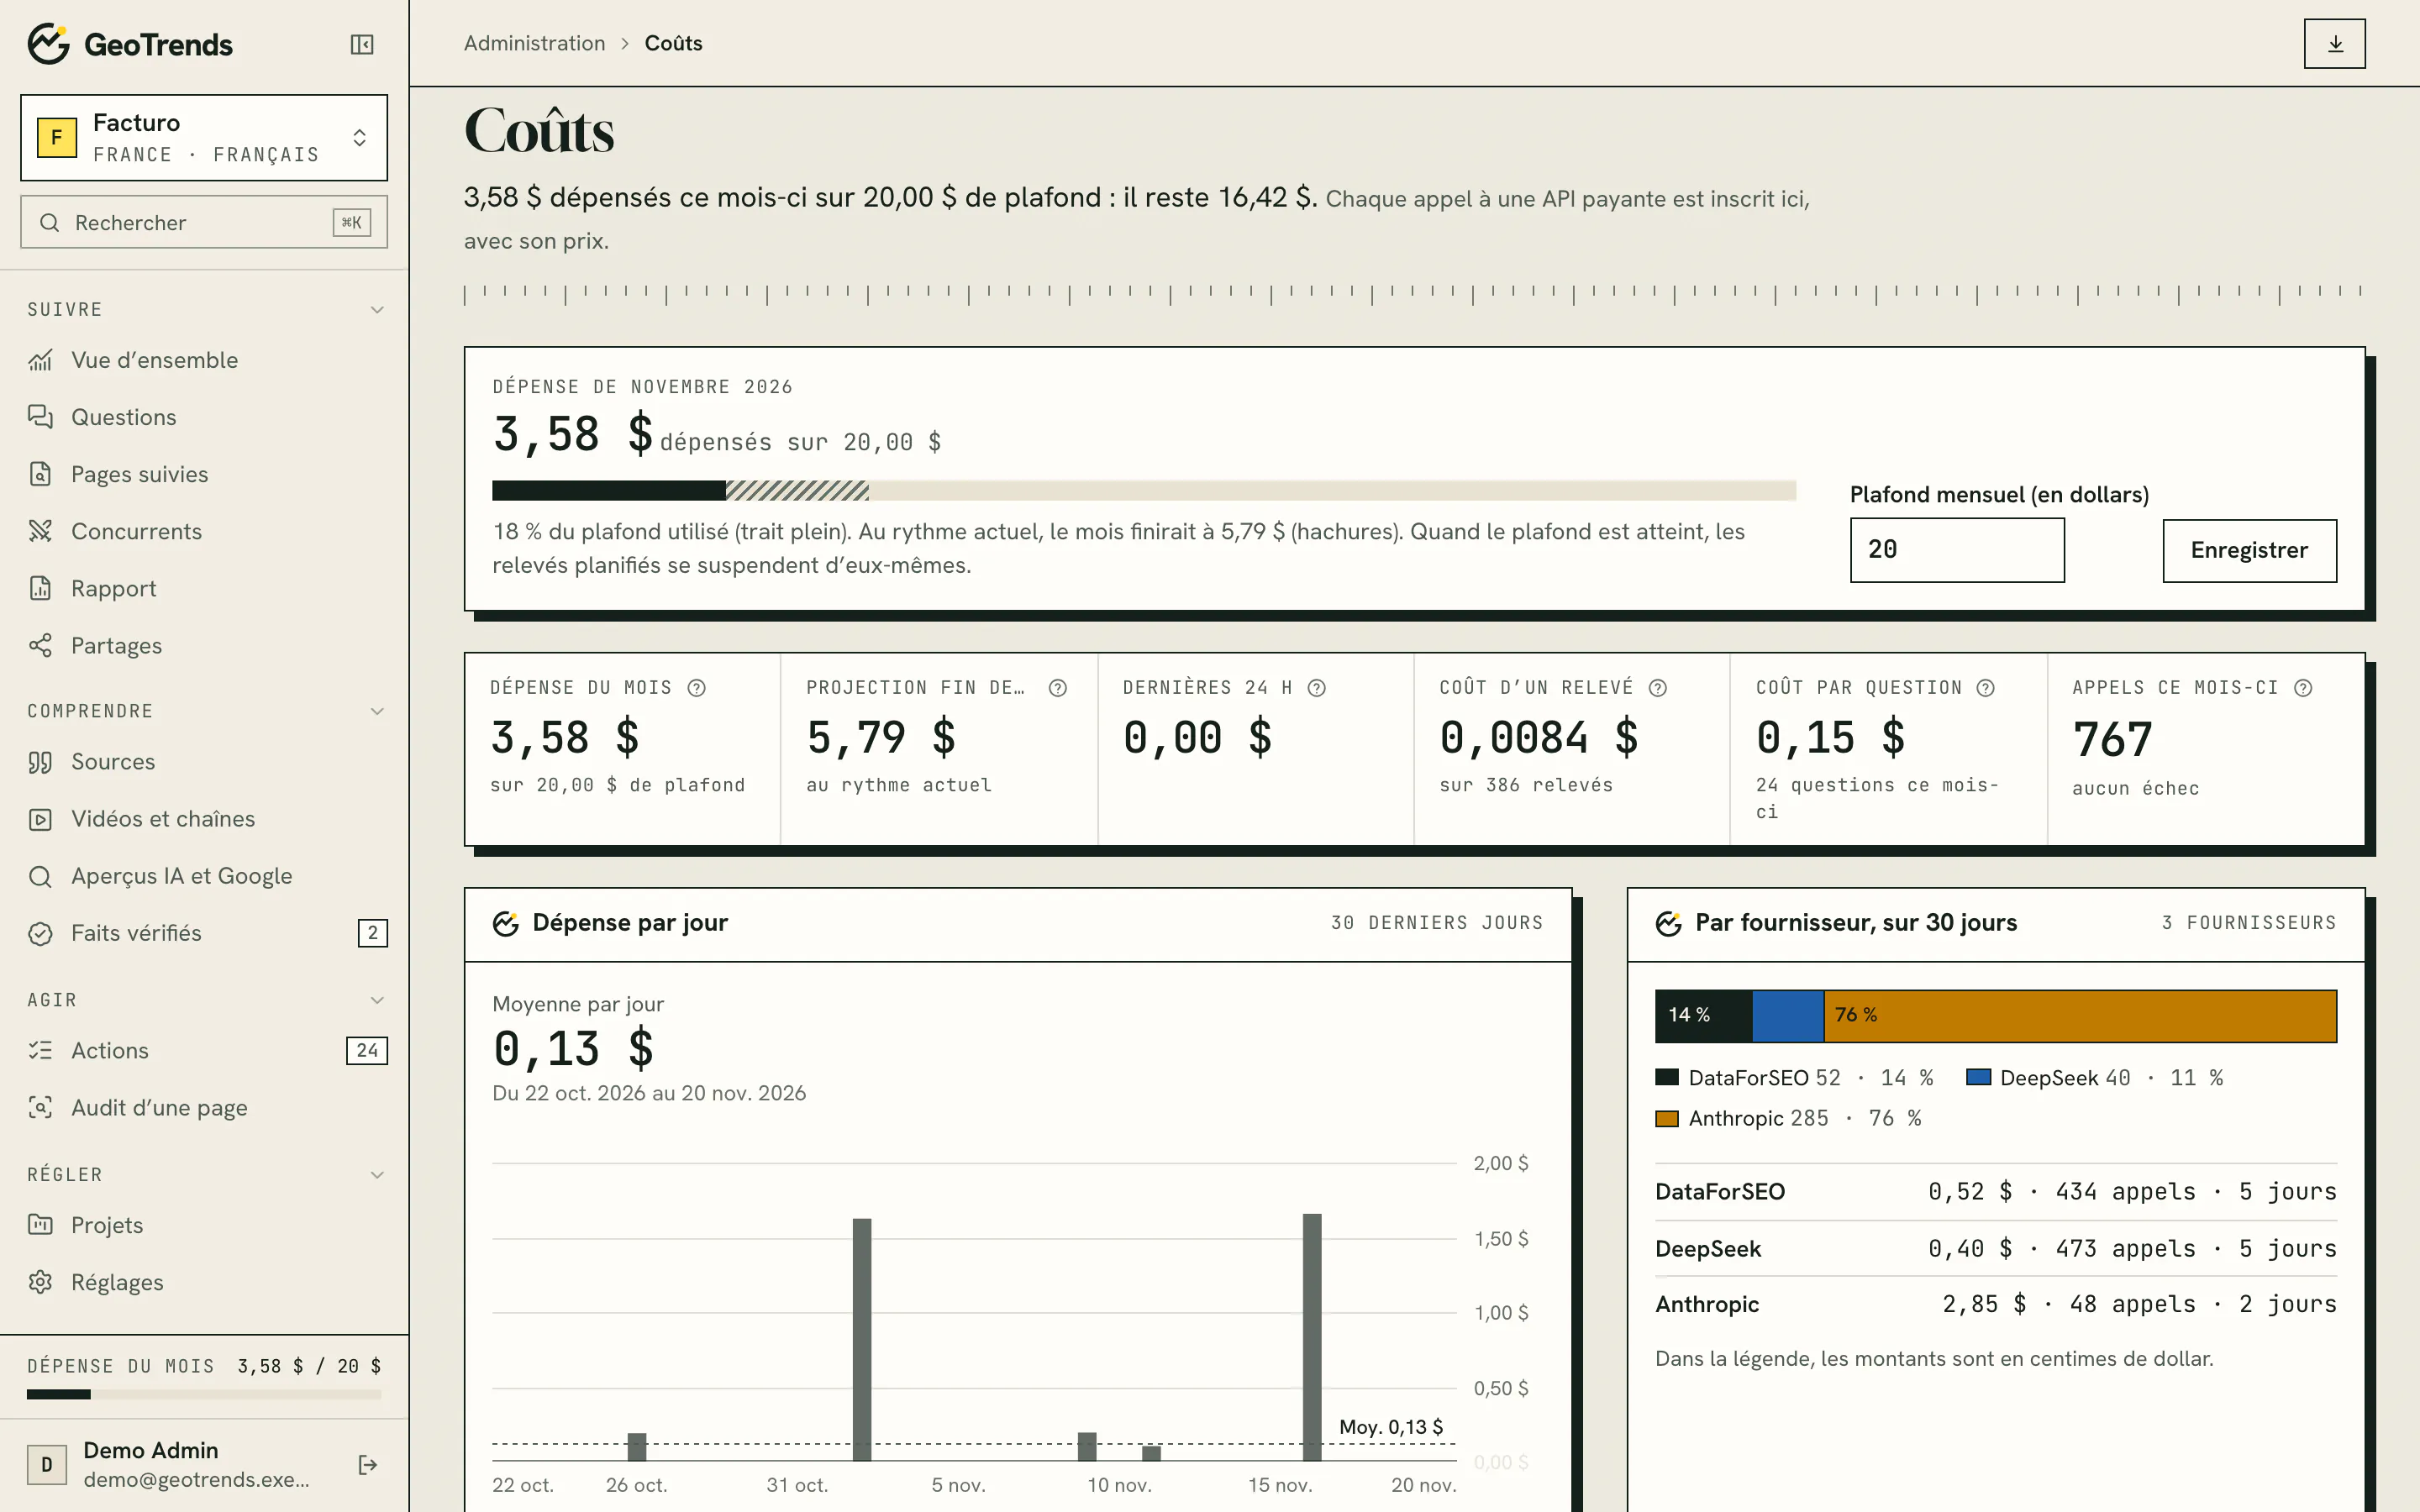 GeoTrends
F
Facturo
FRANCE · FRANÇAIS
Rechercher
⌘K
SUIVRE
Vue d’ensemble
Questions
Pages suivies
Concurrents
Rapport
Partages
COMPRENDRE
Sources
Vidéos et chaînes
Aperçus IA et Google
Faits vérifiés 2
AGIR
Actions 24
Audit d’une page
RÉGLER
Projets
Réglages
DÉPENSE DU MOIS 3,58 $ / 20 $
D
Demo Admin
demo@geotrends.exe…
Administration > Coûts
Coûts
3,58 $ dépensés ce mois-ci sur 20,00 $ de plafond : il reste 16,42 $. Chaque appel à une API payante est inscrit ici,
avec son prix.
DÉPENSE DE NOVEMBRE 2026
3,58 $ dépensés sur 20,00 $
18 % du plafond utilisé (trait plein). Au rythme actuel, le mois finirait à 5,79 $ (hachures). Quand le plafond est atteint, les
relevés planifiés se suspendent d’eux-mêmes.
Plafond mensuel (en dollars)
20
Enregistrer
DÉPENSE DU MOIS ?
3,58 $
sur 20,00 $ de plafond
PROJECTION FIN DE… ?
5,79 $
au rythme actuel
DERNIÈRES 24 H ?
0,00 $
COÛT D’UN RELEVÉ ?
0,0084 $
sur 386 relevés
COÛT PAR QUESTION ?
0,15 $
24 questions ce mois-
ci
APPELS CE MOIS-CI ?
767
aucun échec
Dépense par jour
30 DERNIERS JOURS
Moyenne par jour
0,13 $
Du 22 oct. 2026 au 20 nov. 2026
2,00 $
1,50 $
1,00 $
0,50 $
Moy. 0,13 $
0,00 $
22 oct. 26 oct. 31 oct. 5 nov. 10 nov. 15 nov. 20 nov.
Par fournisseur, sur 30 jours
3 FOURNISSEURS
14 % 76 %
DataForSEO 52 · 14 % DeepSeek 40 · 11 %
Anthropic 285 · 76 %
DataForSEO 0,52 $ · 434 appels · 5 jours
DeepSeek 0,40 $ · 473 appels · 5 jours
Anthropic 2,85 $ · 48 appels · 2 jours
Dans la légende, les montants sont en centimes de dollar.